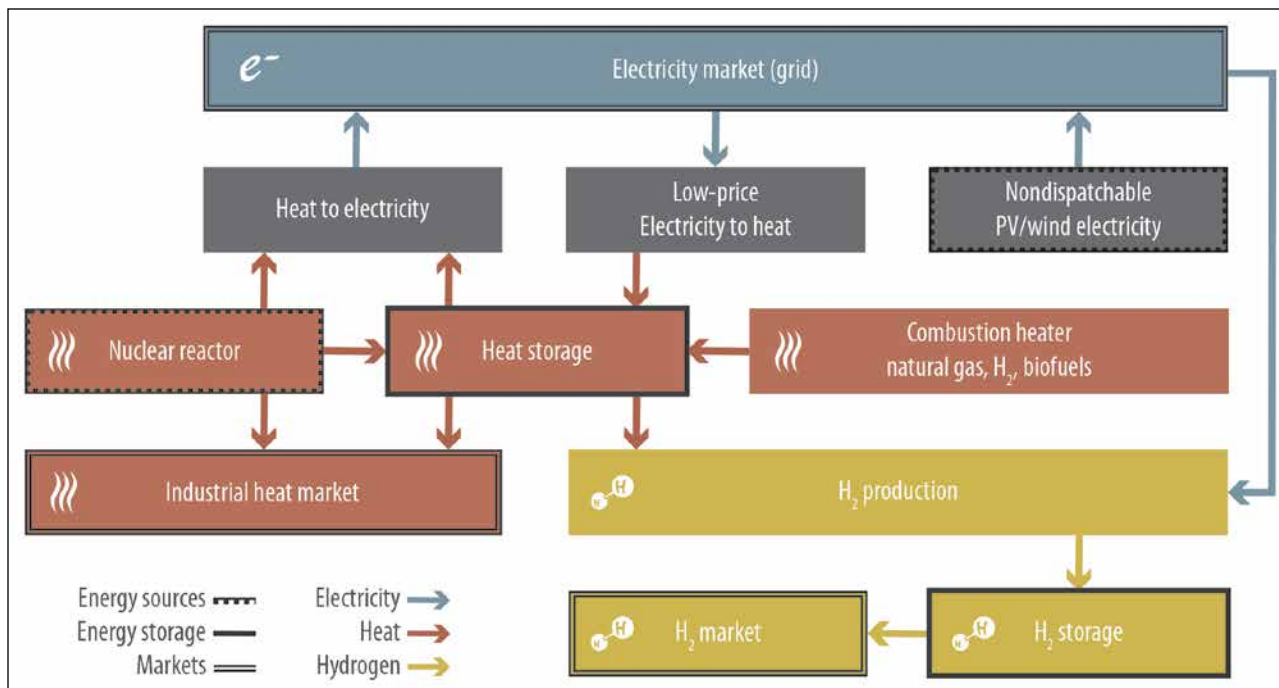 e⁻
Electricity market (grid)
Heat to electricity
Low-price
Electricity to heat
Nondispatchable
PV/wind electricity
Nuclear reactor
Heat storage
Combustion heater
natural gas, H₂, biofuels
Industrial heat market
H H
H₂ production
Energy sources
Energy storage
Markets
Electricity
Heat
Hydrogen
H H
H₂ market
H H
H₂ storage